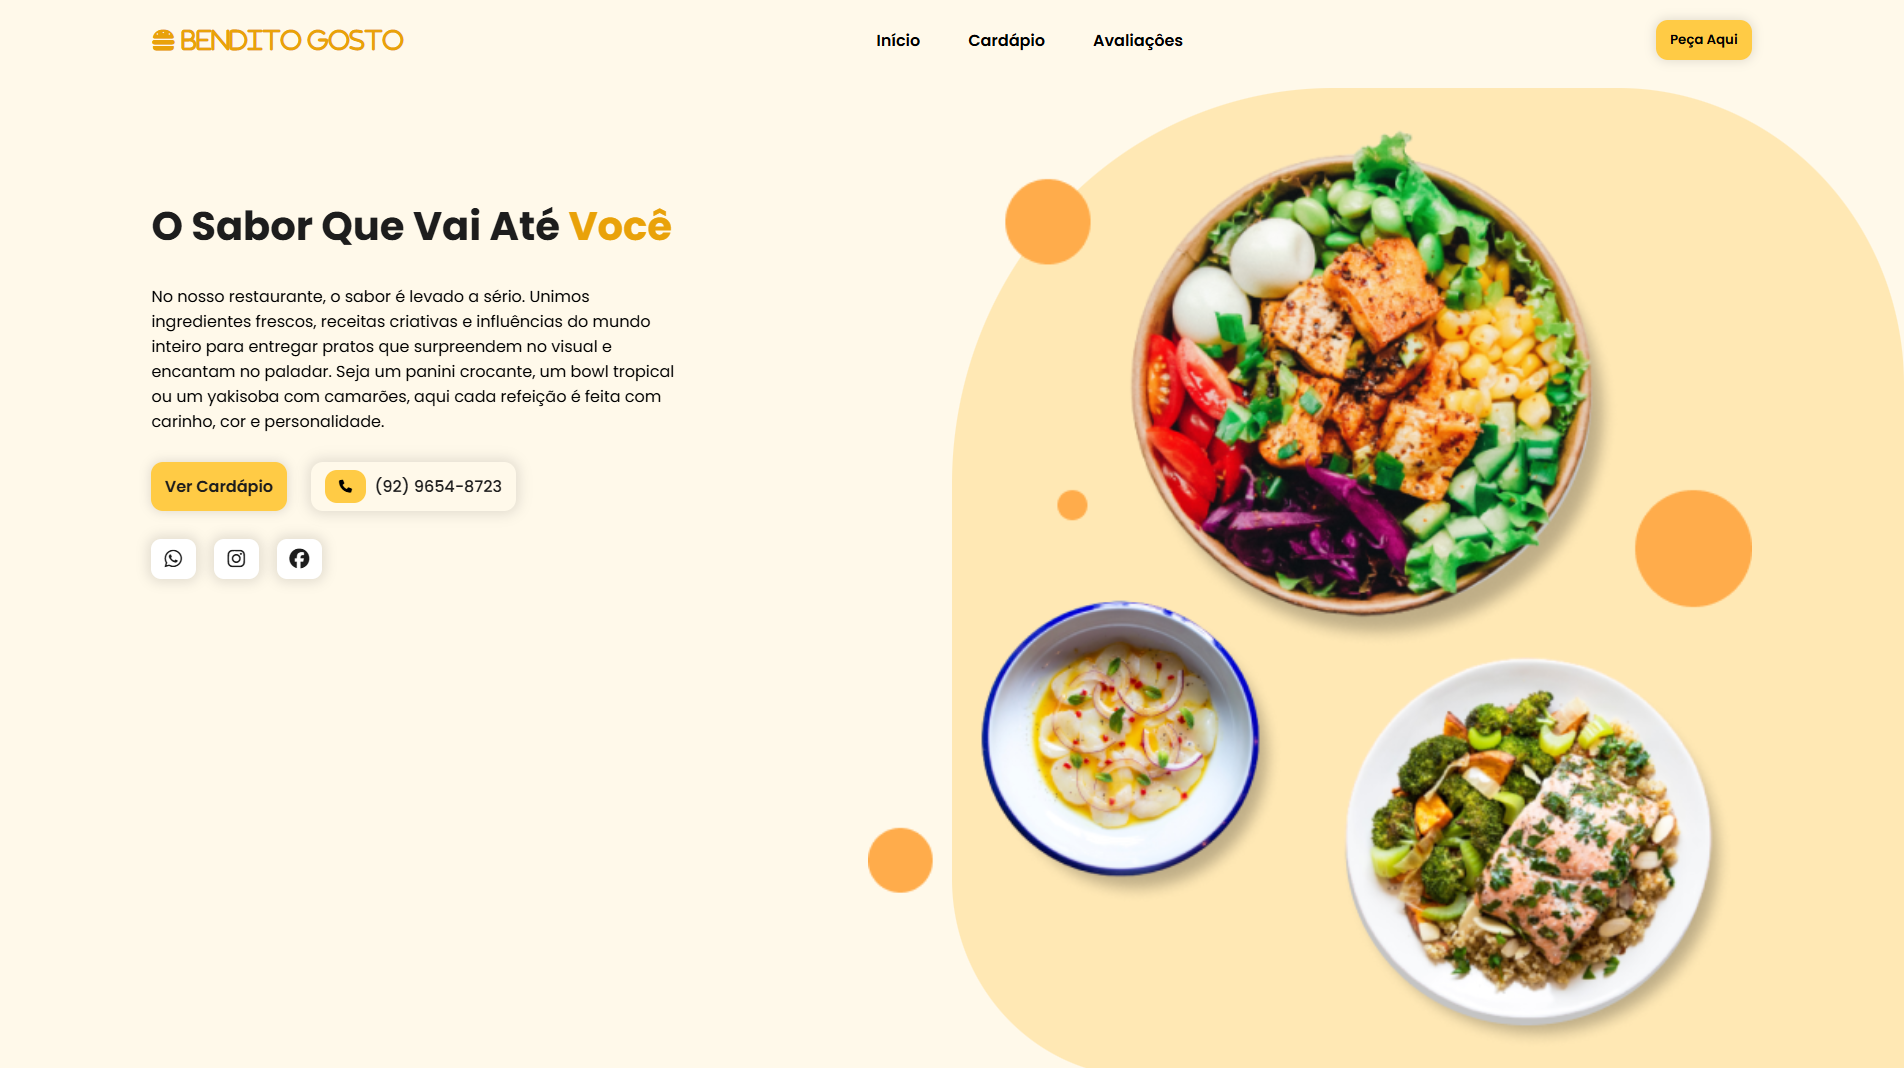 BENDITO GOSTO
Início
Cardápio
Avaliações
Peça Aqui
O Sabor Que Vai Até Você
No nosso restaurante, o sabor é levado a sério. Unimos
ingredientes frescos, receitas criativas e influências do mundo
inteiro para entregar pratos que surpreendem no visual e
encantam no paladar. Seja um panini crocante, um bowl tropical
ou um yakisoba com camarões, aqui cada refeição é feita com
carinho, cor e personalidade.
Ver Cardápio
(92) 9654-8723